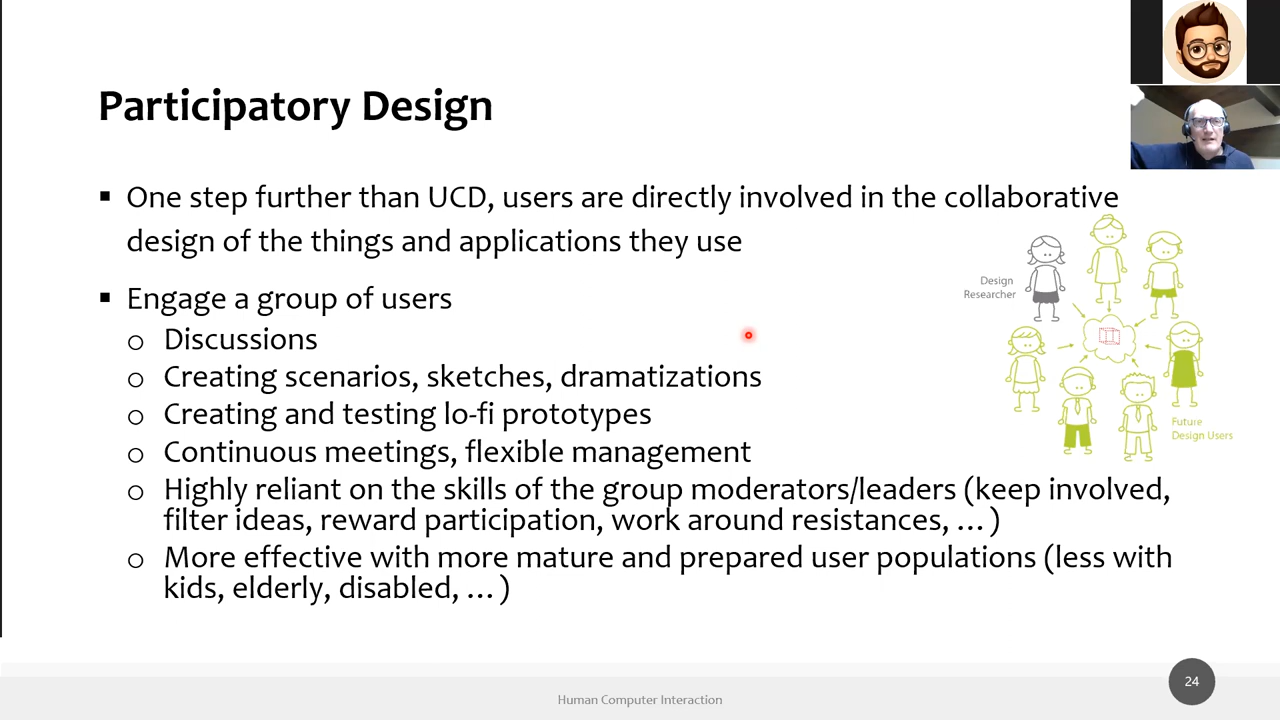 Participatory Design
▪ One step further than UCD, users are directly involved in the collaborative
design of the things and applications they use
▪ Engage a group of users
o Discussions
o Creating scenarios, sketches, dramatizations
o Creating and testing lo-fi prototypes
o Continuous meetings, flexible management
o Highly reliant on the skills of the group moderators/leaders (keep involved,
filter ideas, reward participation, work around resistances, … )
o More effective with more mature and prepared user populations (less with
kids, elderly, disabled, … )
Design
Researcher
Future
Design Users
Human Computer Interaction
24